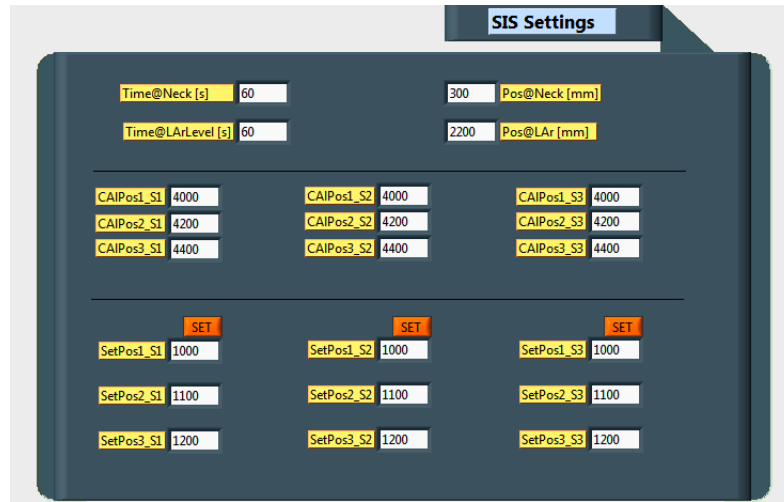 SIS Settings
Time@Neck [s] 60 300 Pos@Neck [mm]
Time@LArLevel [s] 60 2200 Pos@LAr [mm]
CAlPos1_S1 4000 CAlPos1_S2 4000 CAlPos1_S3 4000
CAlPos2_S1 4200 CAlPos2_S2 4200 CAlPos2_S3 4200
CAlPos3_S1 4400 CAlPos3_S2 4400 CAlPos3_S3 4400
SET SET SET
SetPos1_S1 1000 SetPos1_S2 1000 SetPos1_S3 1000
SetPos2_S1 1100 SetPos2_S2 1100 SetPos2_S3 1100
SetPos3_S1 1200 SetPos3_S2 1200 SetPos3_S3 1200